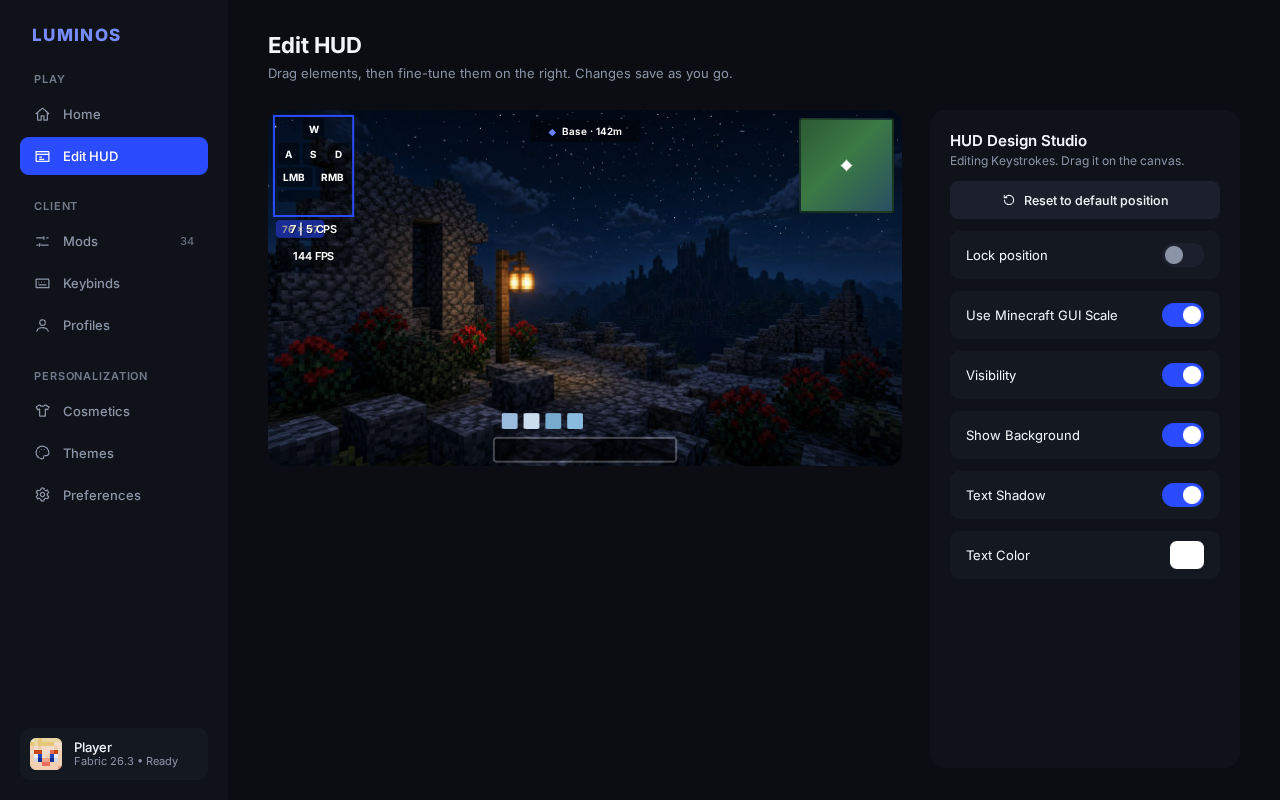 LUMINOS
PLAY
Home
Edit HUD
CLIENT
Mods 34
Keybinds
Profiles
PERSONALIZATION
Cosmetics
Themes
Preferences
Player
Fabric 26.3 • Ready
Edit HUD
Drag elements, then fine-tune them on the right. Changes save as you go.
W
A S D
LMB RMB
7 | 5 CPS
144 FPS
◆ Base · 142m
HUD Design Studio
Editing Keystrokes. Drag it on the canvas.
Reset to default position
Lock position
Use Minecraft GUI Scale
Visibility
Show Background
Text Shadow
Text Color